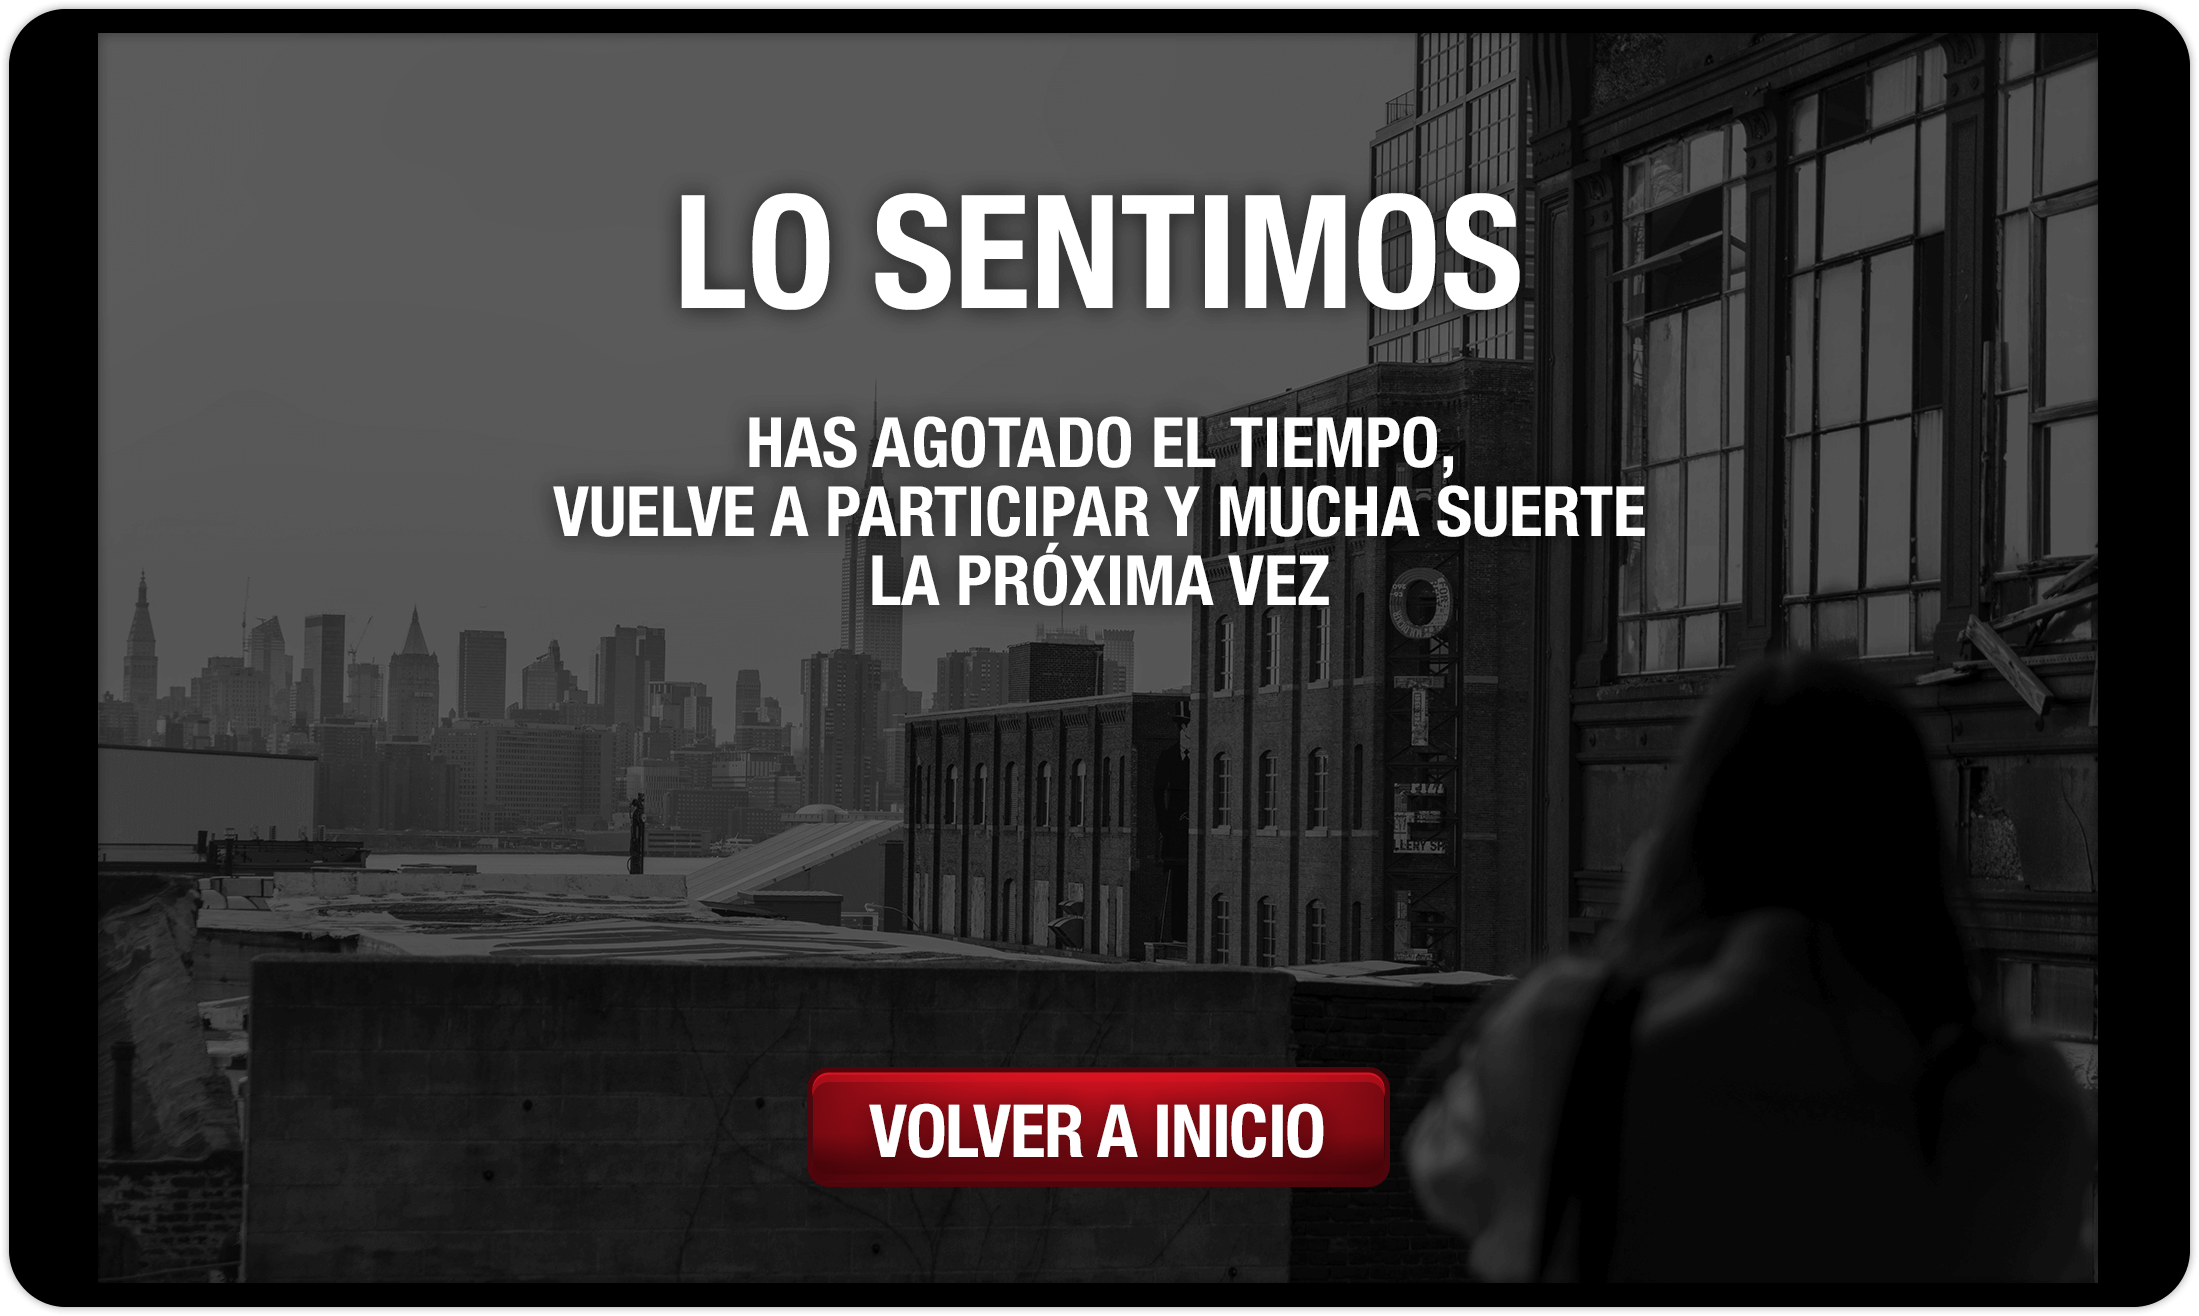 LO SENTIMOS
HAS AGOTADO EL TIEMPO,
VUELVE A PARTICIPAR Y MUCHA SUERTE
LA PRÓXIMA VEZ
O
T
E
L
VOLVER A INICIO